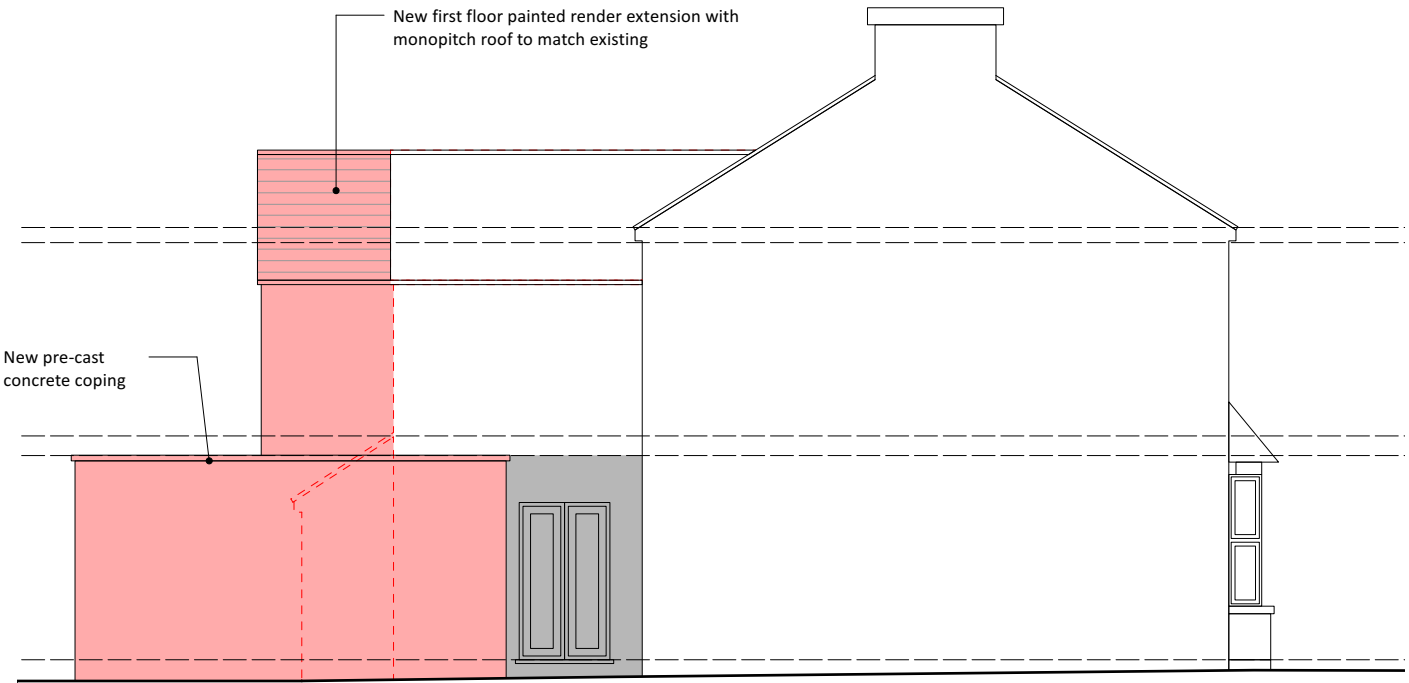 New first floor painted render extension with
monopitch roof to match existing
New pre-cast
concrete coping